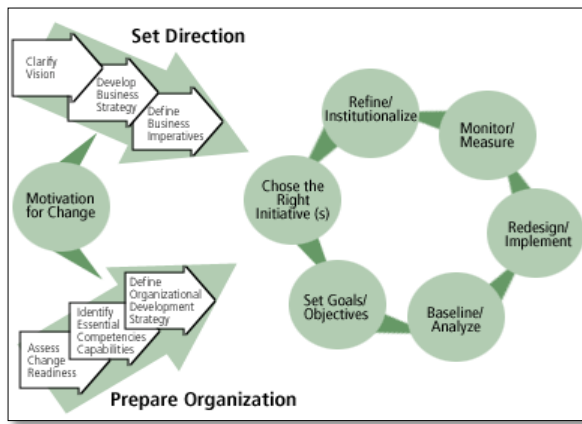 Set Direction
Clarify
Vision
Develop
Business
Strategy
Define
Business
Imperatives
Motivation
for Change
Assess
Change
Readiness
Identify
Essential
Competencies
Capabilities
Define
Organizational
Development
Strategy
Prepare Organization
Chose the
Right
Initiative (s)
Set Goals/
Objectives
Baseline/
Analyze
Redesign/
Implement
Monitor/
Measure
Refine/
Institutionalize